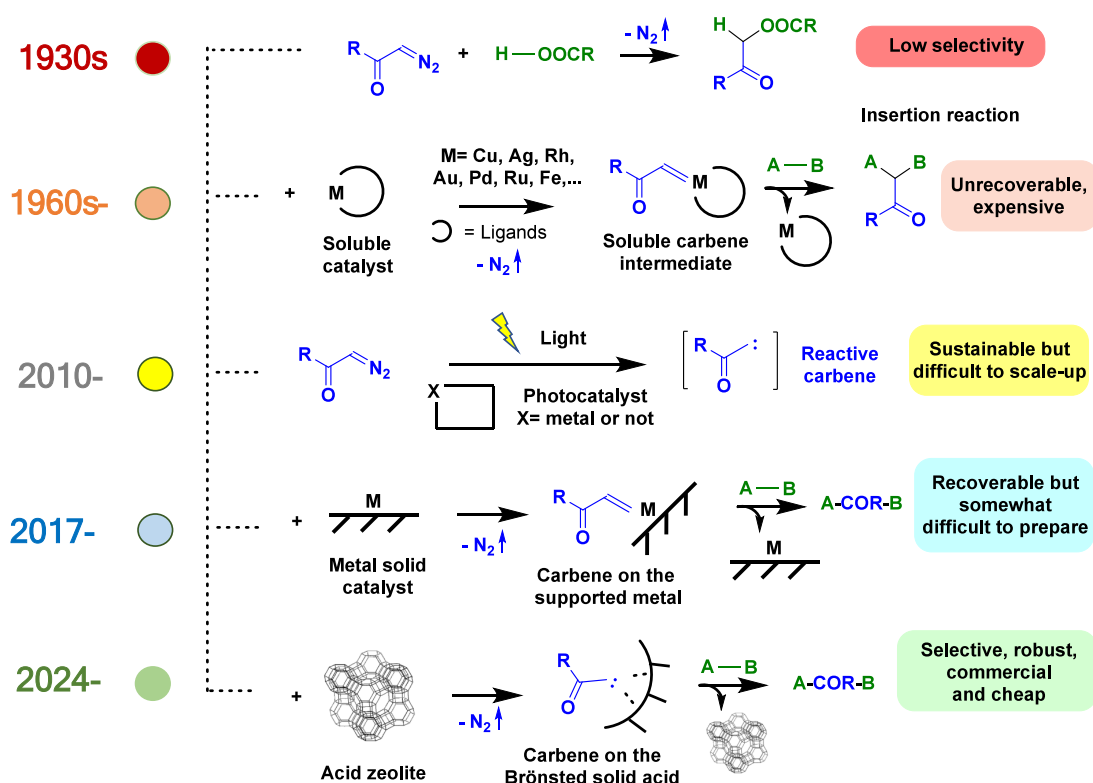 1930s
R
O
N2
+
H—OOCR
- N2
H
OOCR
R
O
Low selectivity
Insertion reaction
1960s-
+
M
Soluble
catalyst
M= Cu, Ag, Rh,
Au, Pd, Ru, Fe,...
= Ligands
- N2
R
O
M
Soluble carbene
intermediate
A—B
M
A
B
R
O
Unrecoverable,
expensive
2010-
R
O
N2
Light
X
Photocatalyst
X= metal or not
R
O
:
Reactive
carbene
Sustainable but
difficult to scale-up
2017-
+
M
Metal solid
catalyst
- N2
R
O
M
Carbene on the
supported metal
A—B
M
A-COR-B
Recoverable but
somewhat
difficult to prepare
2024-
+
Acid zeolite
- N2
R
O
:
Carbene on the
Brönsted solid acid
A—B
A-COR-B
Selective, robust,
commercial
and cheap